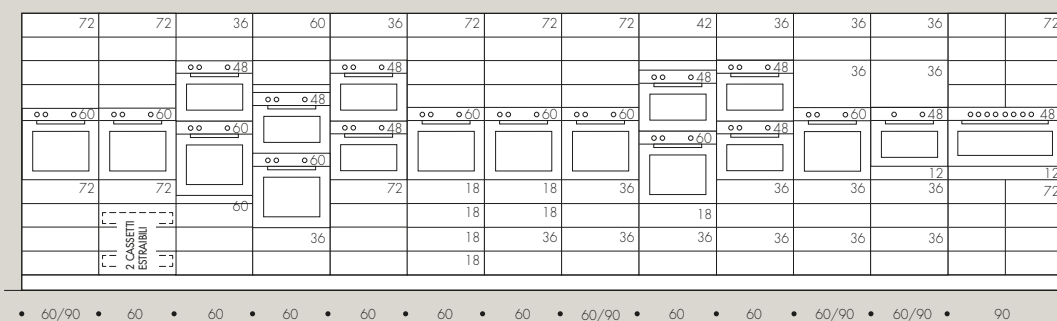 72 72 36 60 36 72 72 72 42 36 36 36 72
36 36
48 48 48
48 48
60 60 60 60 60 60 48 48
60 48 48
60 60
12 12
72 72 72 18 18 36 36 36 36 72
60 18 18 18
2 CASSETTI
ESTRAIBILI
36 18 36 36 36 36 36 36
18
• 60/90 • 60 • 60 • 60 • 60 • 60 • 60 • 60/90 • 60 • 60 • 60/90 • 60/90 • 90